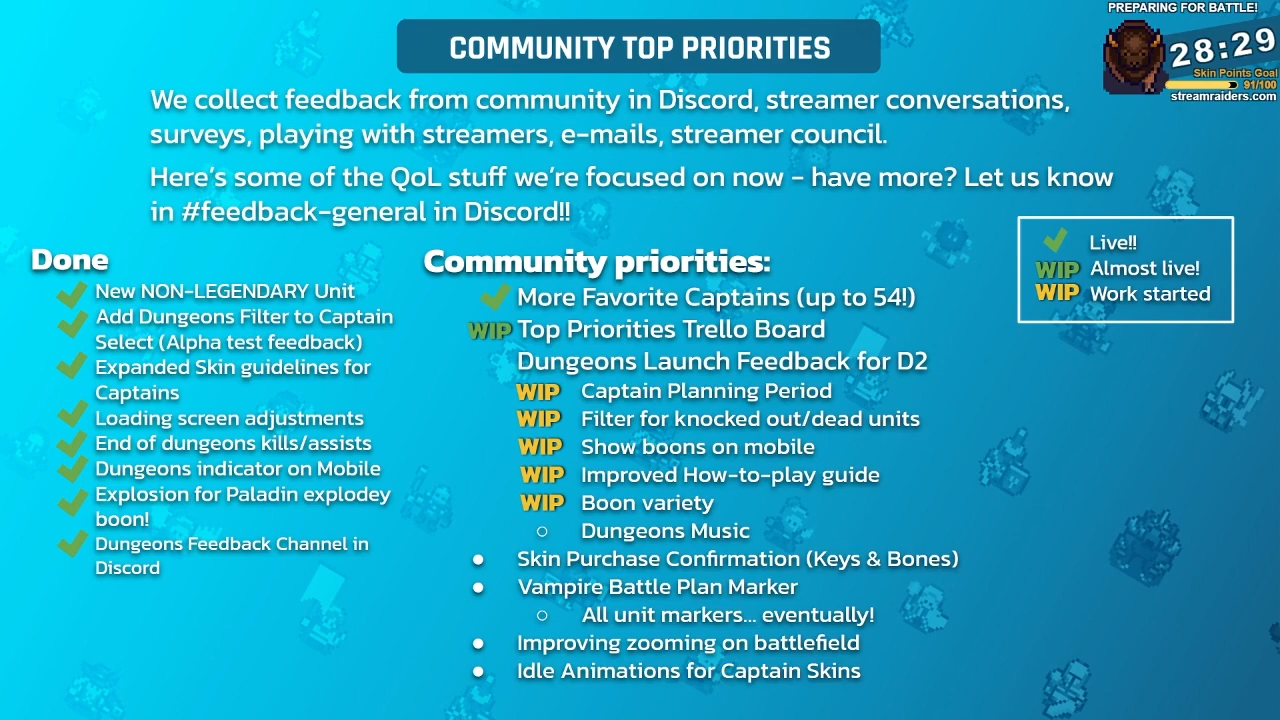 PREPARING FOR BATTLE!
28:29
Skin Points Goal
91/100
streamraiders.com
COMMUNITY TOP PRIORITIES
We collect feedback from community in Discord, streamer conversations,
surveys, playing with streamers, e-mails, streamer council.
Here's some of the QoL stuff we're focused on now - have more? Let us know
in #feedback-general in Discord!!
Live!!
WIP Almost live!
WIP Work started
Done
New NON-LEGENDARY Unit
Add Dungeons Filter to Captain
Select (Alpha test feedback)
Expanded Skin guidelines for
Captains
Loading screen adjustments
End of dungeons kills/assists
Dungeons indicator on Mobile
Explosion for Paladin explodey
boon!
Dungeons Feedback Channel in
Discord
Community priorities:
More Favorite Captains (up to 54!)
WIP Top Priorities Trello Board
Dungeons Launch Feedback for D2
WIP Captain Planning Period
WIP Filter for knocked out/dead units
WIP Show boons on mobile
WIP Improved How-to-play guide
WIP Boon variety
○ Dungeons Music
● Skin Purchase Confirmation (Keys & Bones)
● Vampire Battle Plan Marker
○ All unit markers... eventually!
● Improving zooming on battlefield
● Idle Animations for Captain Skins